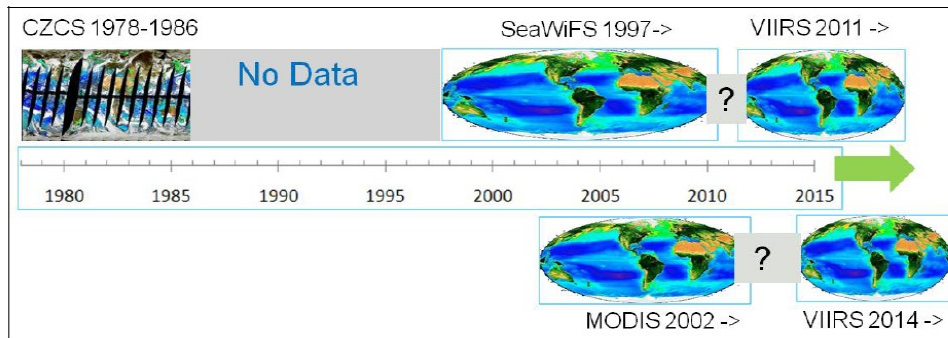 CZCS 1978-1986
SeaWiFS 1997->
VIIRS 2011 ->
No Data
?
1980 1985 1990 1995 2000 2005 2010 2015
?
MODIS 2002 ->
VIIRS 2014 ->